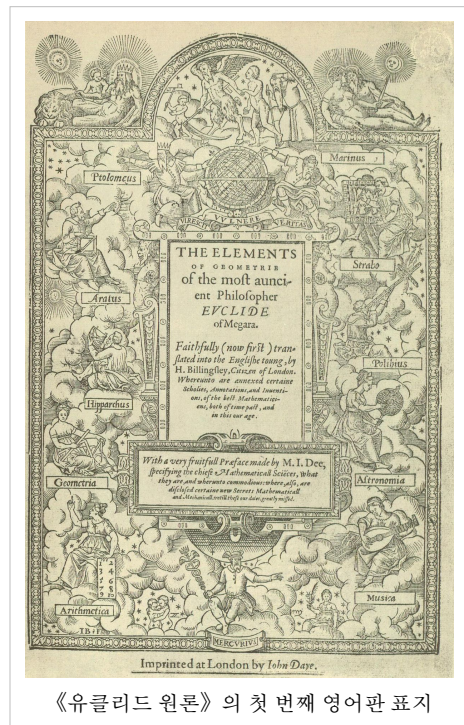 Ptolomeus
Marinus
VIRESCIT VVLNERE VERITAS
Aratus
Strabo
Hipparchus
Polibius
Geometria
Astronomia
Arithmetica
Musica
THE ELEMENTS
OF GEOMETRIE
of the most aunci-
ent Philosopher
EVCLIDE
of Megara.
Faithfully (now first) tran-
slated into the Englishe toung, by
H. Billingsley, Citizen of London.
Whereunto are annexed certaine
Scholies, Annotations, and Inuenti-
ons, of the best Mathematici-
ens, both of time past, and
in this our age.
With a very fruitfull Præface made by M. I. Dee,
specifying the chiefe Mathematicall Sciẽces, what
they are, and wherunto commodious: where, also, are
disclosed certaine new Secrets Mathematicall
and Mechanicall, vntill these our daies, greatly missed.
MERCVRIVS
Imprinted at London by Iohn Daye.
《유클리드 원론》의 첫 번째 영어판 표지